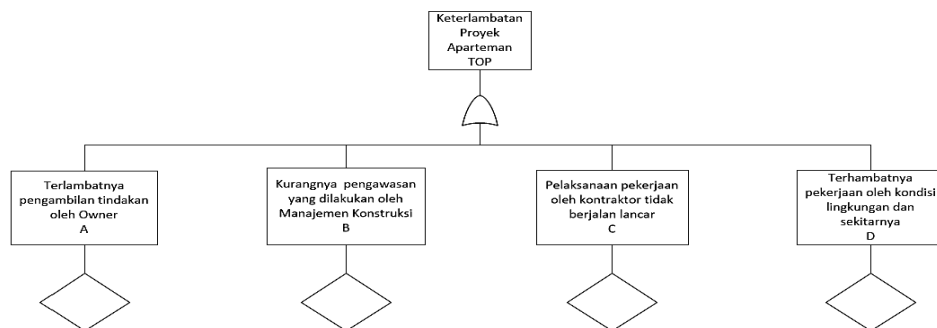 Keterlambatan
Proyek
Aparteman
TOP
Terlambatnya
pengambilan tindakan
oleh Owner
A
Kurangnya pengawasan
yang dilakukan oleh
Manajemen Konstruksi
B
Pelaksanaan pekerjaan
oleh kontraktor tidak
berjalan lancar
C
Terhambatnya
pekerjaan oleh kondisi
lingkungan dan
sekitarnya
D